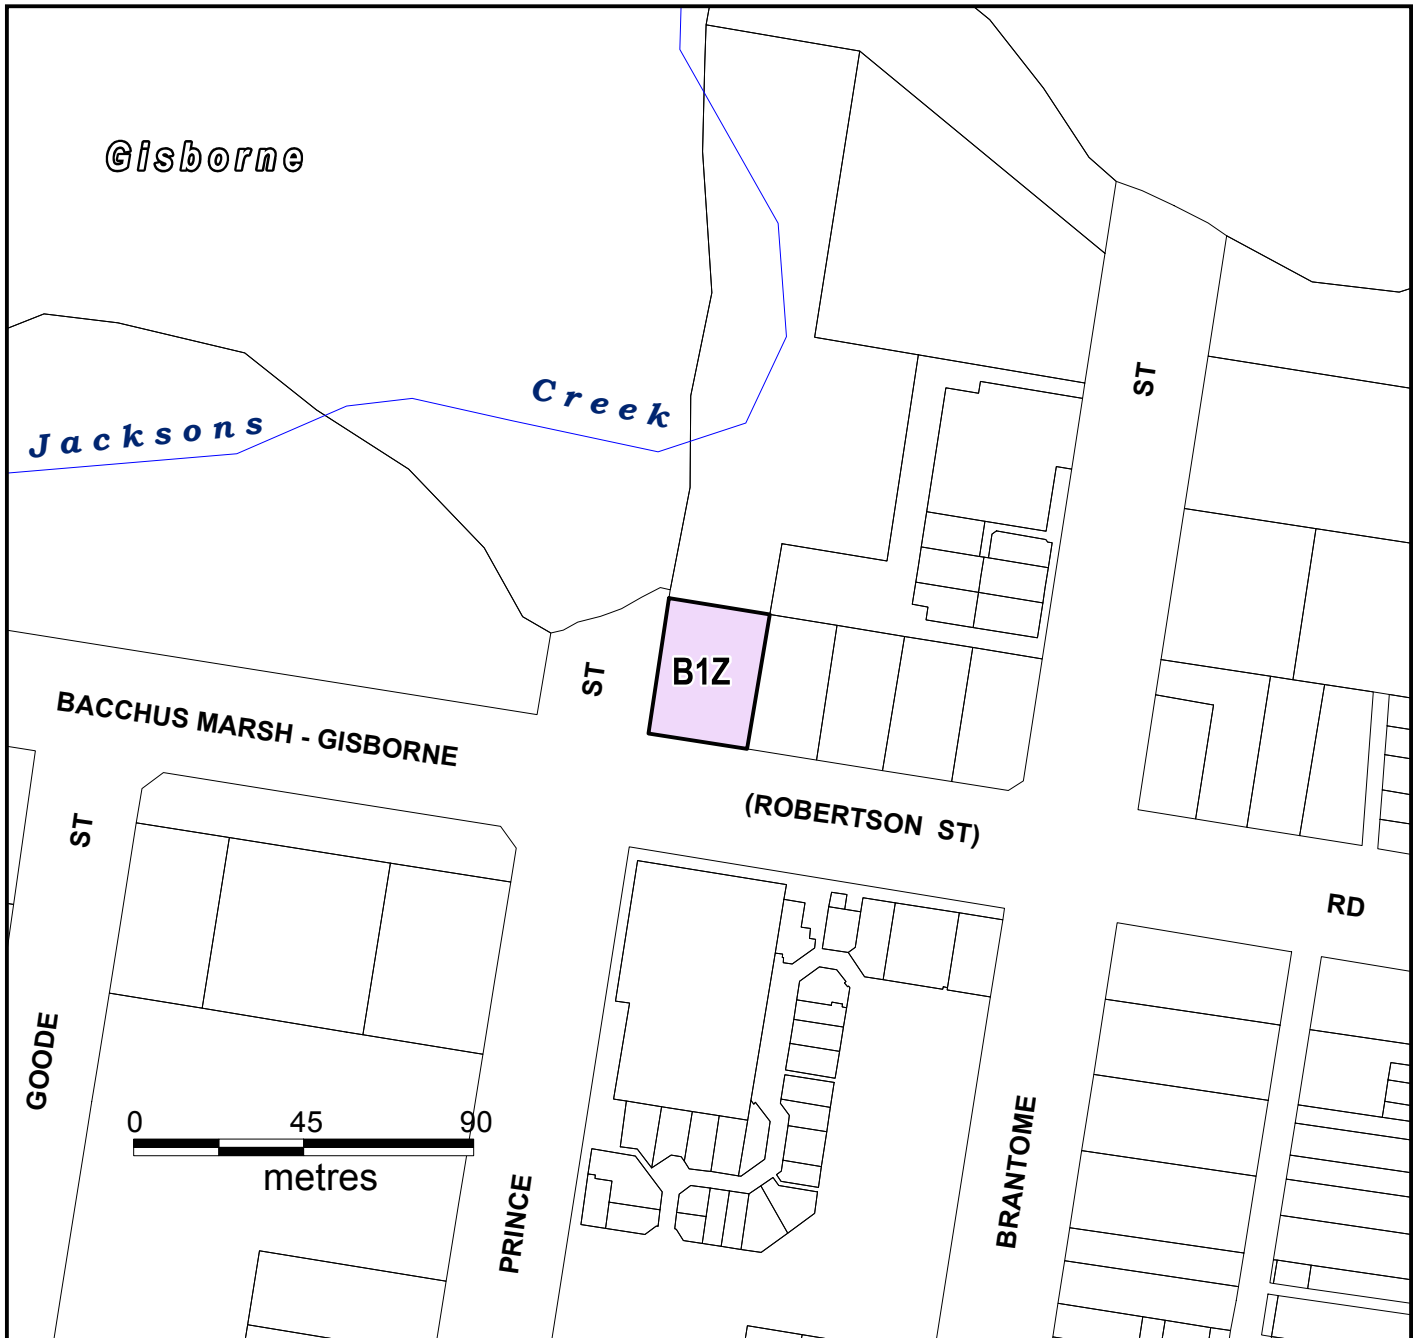 Gisborne
Jacksons Creek
ST
ST
B1Z
BACCHUS MARSH - GISBORNE
(ROBERTSON ST)
RD
ST
GOODE
PRINCE
BRANTOME
0 45 90
metres